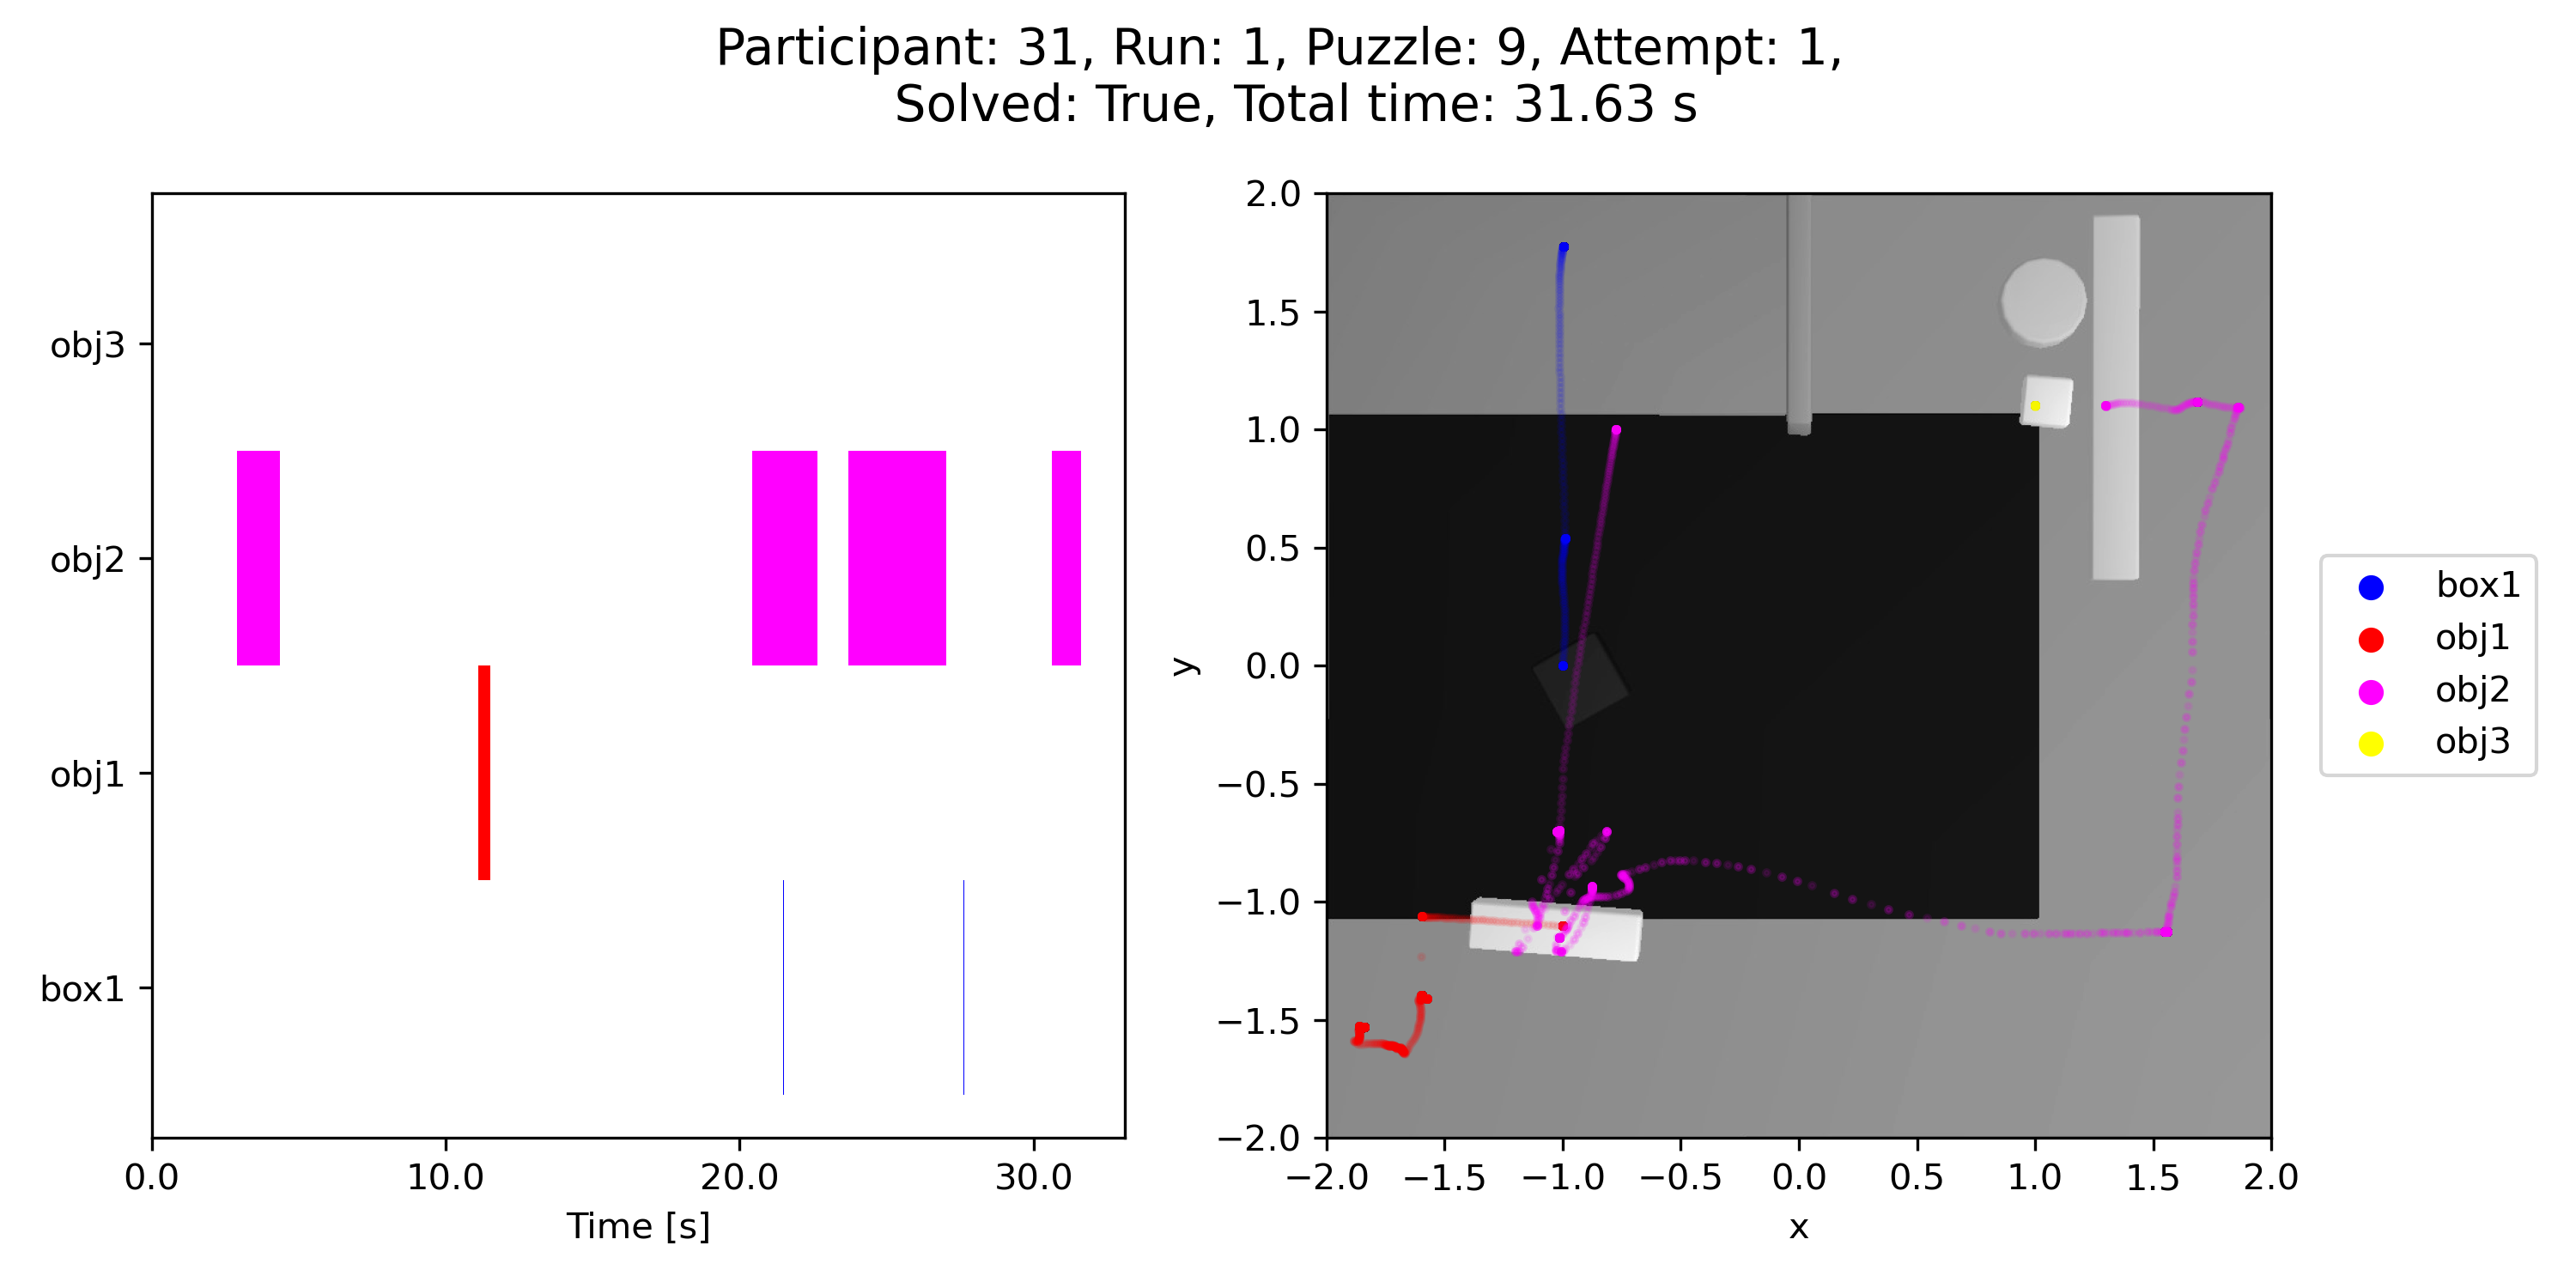 Participant: 31, Run: 1, Puzzle: 9, Attempt: 1,
Solved: True, Total time: 31.63 s
obj3
obj2
obj1
box1
0.0 10.0 20.0 30.0
Time [s]
2.0
1.5
1.0
0.5
0.0
−0.5
−1.0
−1.5
−2.0
y
−2.0 −1.5 −1.0 −0.5 0.0 0.5 1.0 1.5 2.0
x
box1
obj1
obj2
obj3